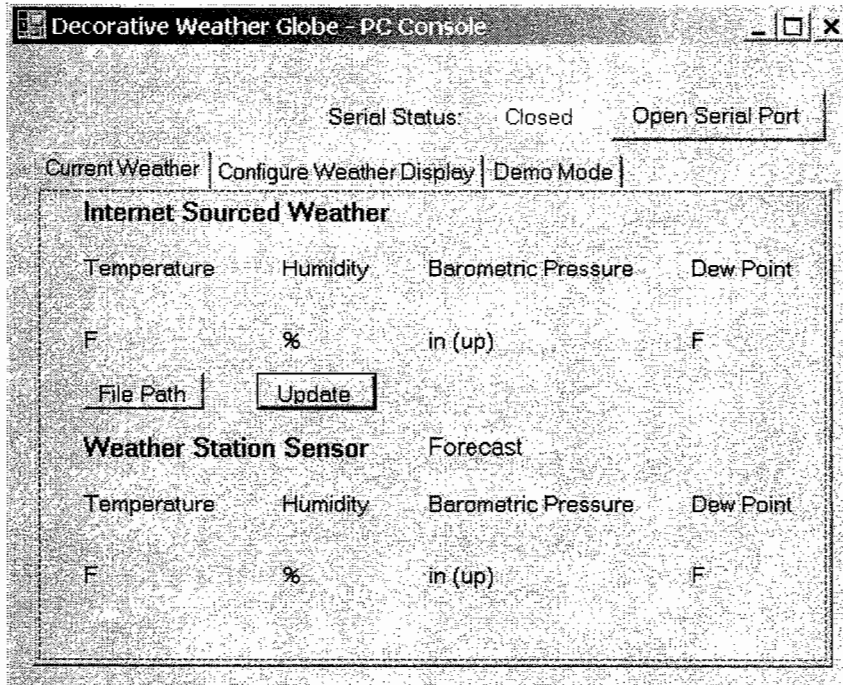 Decorative Weather Globe - PC Console
Serial Status: Closed Open Serial Port
Current Weather Configure Weather Display Demo Mode
Internet Sourced Weather
Temperature Humidity Barometric Pressure Dew Point
F % in (up) F
File Path Update
Weather Station Sensor Forecast
Temperature Humidity Barometric Pressure Dew Point
F % in (up) F